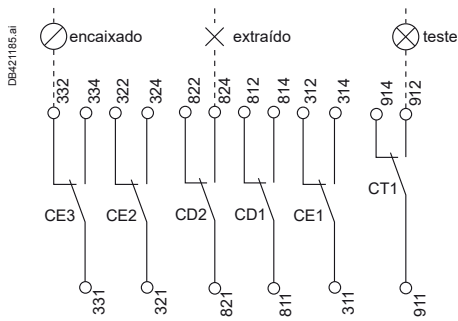 DB421185.ai
encaixado
extraído
teste
332
334
322
324
822
824
812
814
312
314
914
912
CE3
CE2
CD2
CD1
CE1
CT1
331
321
821
811
311
911